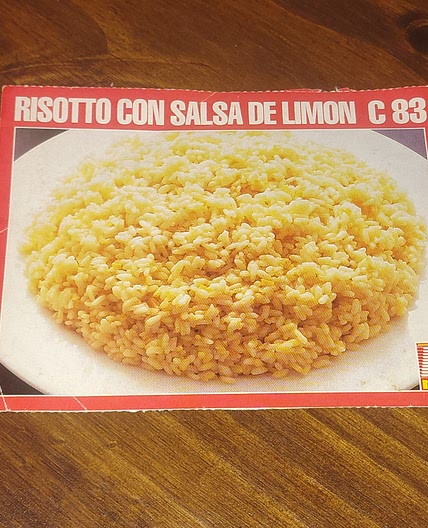 RISOTTO CON SALSA DE LIMON C 83